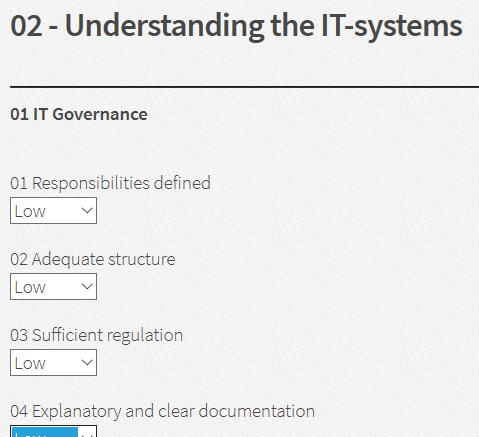 02 - Understanding the IT-systems
01 IT Governance
01 Responsibilities defined
Low
02 Adequate structure
Low
03 Sufficient regulation
Low
04 Explanatory and clear documentation